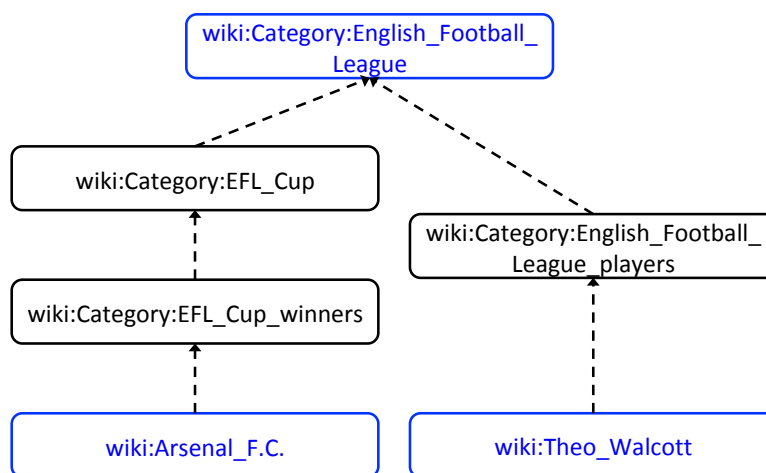 wiki:Category:English_Football_
League
wiki:Category:EFL_Cup
wiki:Category:English_Football_
League_players
wiki:Category:EFL_Cup_winners
wiki:Arsenal_F.C.
wiki:Theo_Walcott